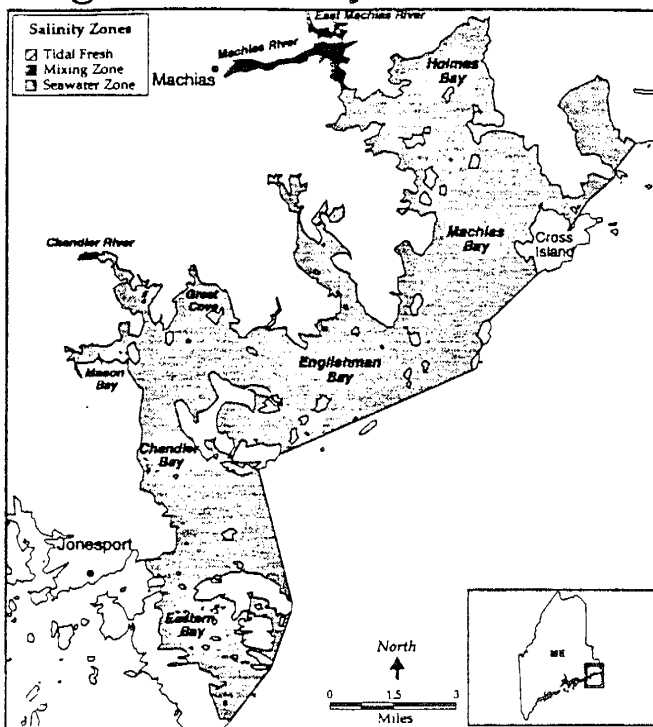 Salinity Zones
Tidal Fresh
Mixing Zone
Seawater Zone
East Machias River
Machias River
Machias
Holmes
Bay
Chandler River
Machias
Bay
Cross
Island
Great
Cove
Englishman
Bay
Mason
Bay
Chandler
Bay
Jonesport
Eastern
Bay
North
0 1.5 3
Miles
ME